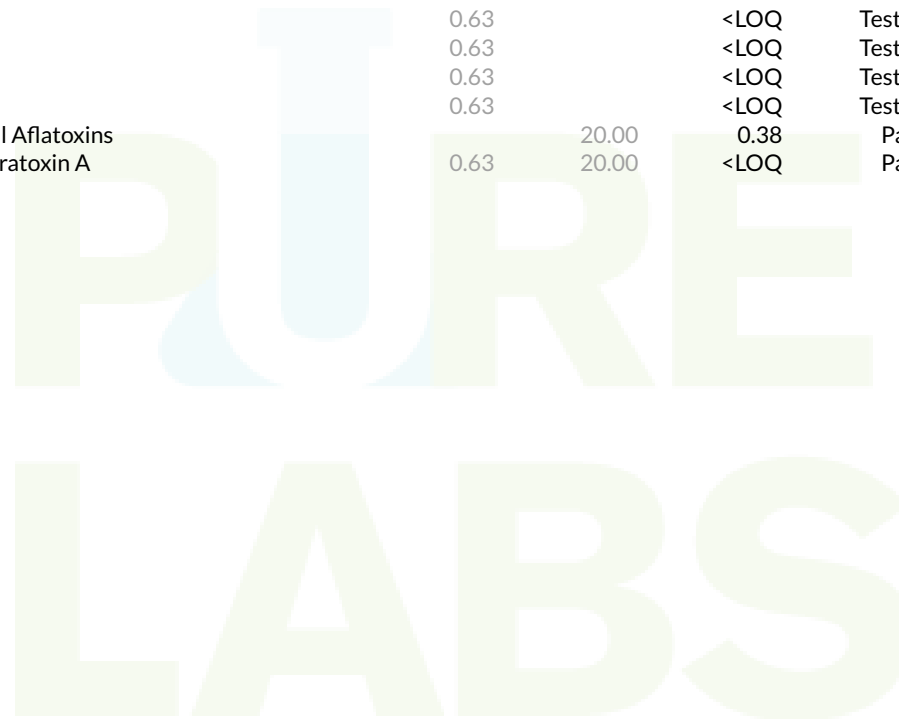 0.63 <LOQ Test
0.63 <LOQ Test
0.63 <LOQ Test
0.63 <LOQ Test
l Aflatoxins 20.00 0.38 Pa
ratoxin A 0.63 20.00 <LOQ Pa
PURE
LABS